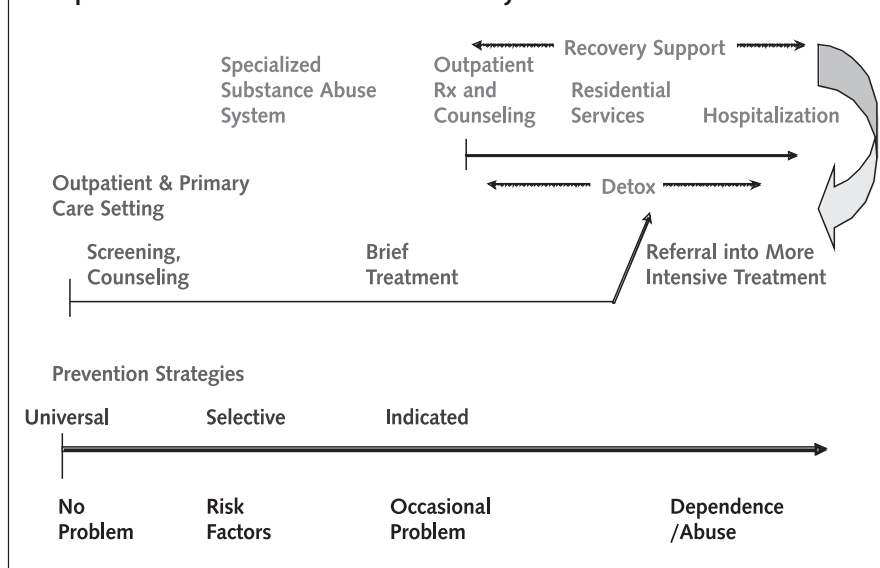 Recovery Support
Specialized
Substance Abuse
System
Outpatient
Rx and
Counseling
Residential
Services
Hospitalization
Detox
Outpatient & Primary
Care Setting
Screening,
Counseling
Brief
Treatment
Referral into More
Intensive Treatment
Prevention Strategies
Universal
Selective
Indicated
No
Problem
Risk
Factors
Occasional
Problem
Dependence
/Abuse